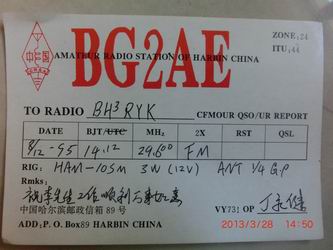 ZONE,24
ITU,44
BG2AE
AMATEUR RADIO STATION OF HARBIN CHINA
TO RADIO BH3RYK CFMOUR QSO/UR REPORT
DATE BJT/UTC MHz 2X RST QSL
8/12-95 14.12 29.600 FM
RIG: HAM-10SM 3W (12V) ANT 1/4 G.P
Rmks:
祝李先生工作顺利万事如意
中国哈尔滨邮政信箱89号
ADD; P.O. Box89 HARBIN CHINA
VY73! OP
2013/3/28 14:50